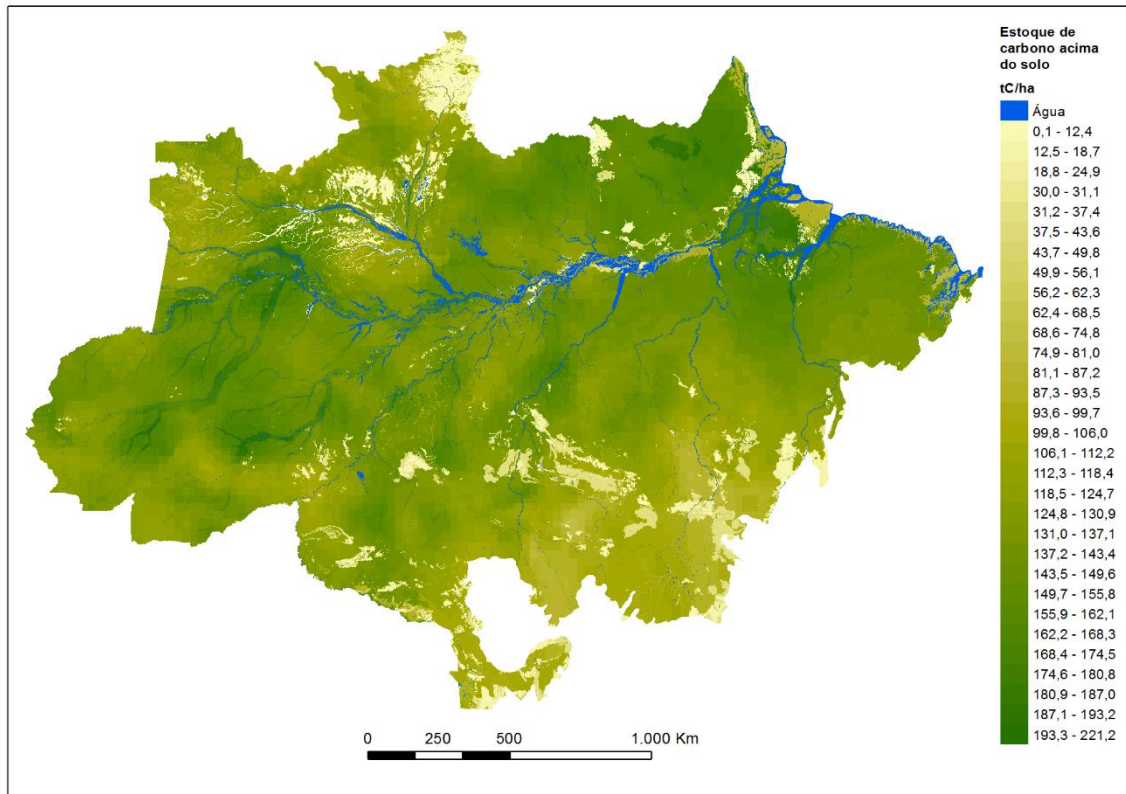 Estoque de
carbono acima
do solo
tC/ha
Água
0,1 - 12,4
12,5 - 18,7
18,8 - 24,9
30,0 - 31,1
31,2 - 37,4
37,5 - 43,6
43,7 - 49,8
49,9 - 56,1
56,2 - 62,3
62,4 - 68,5
68,6 - 74,8
74,9 - 81,0
81,1 - 87,2
87,3 - 93,5
93,6 - 99,7
99,8 - 106,0
106,1 - 112,2
112,3 - 118,4
118,5 - 124,7
124,8 - 130,9
131,0 - 137,1
137,2 - 143,4
143,5 - 149,6
149,7 - 155,8
155,9 - 162,1
162,2 - 168,3
168,4 - 174,5
174,6 - 180,8
180,9 - 187,0
187,1 - 193,2
193,3 - 221,2
0 250 500 1.000 Km